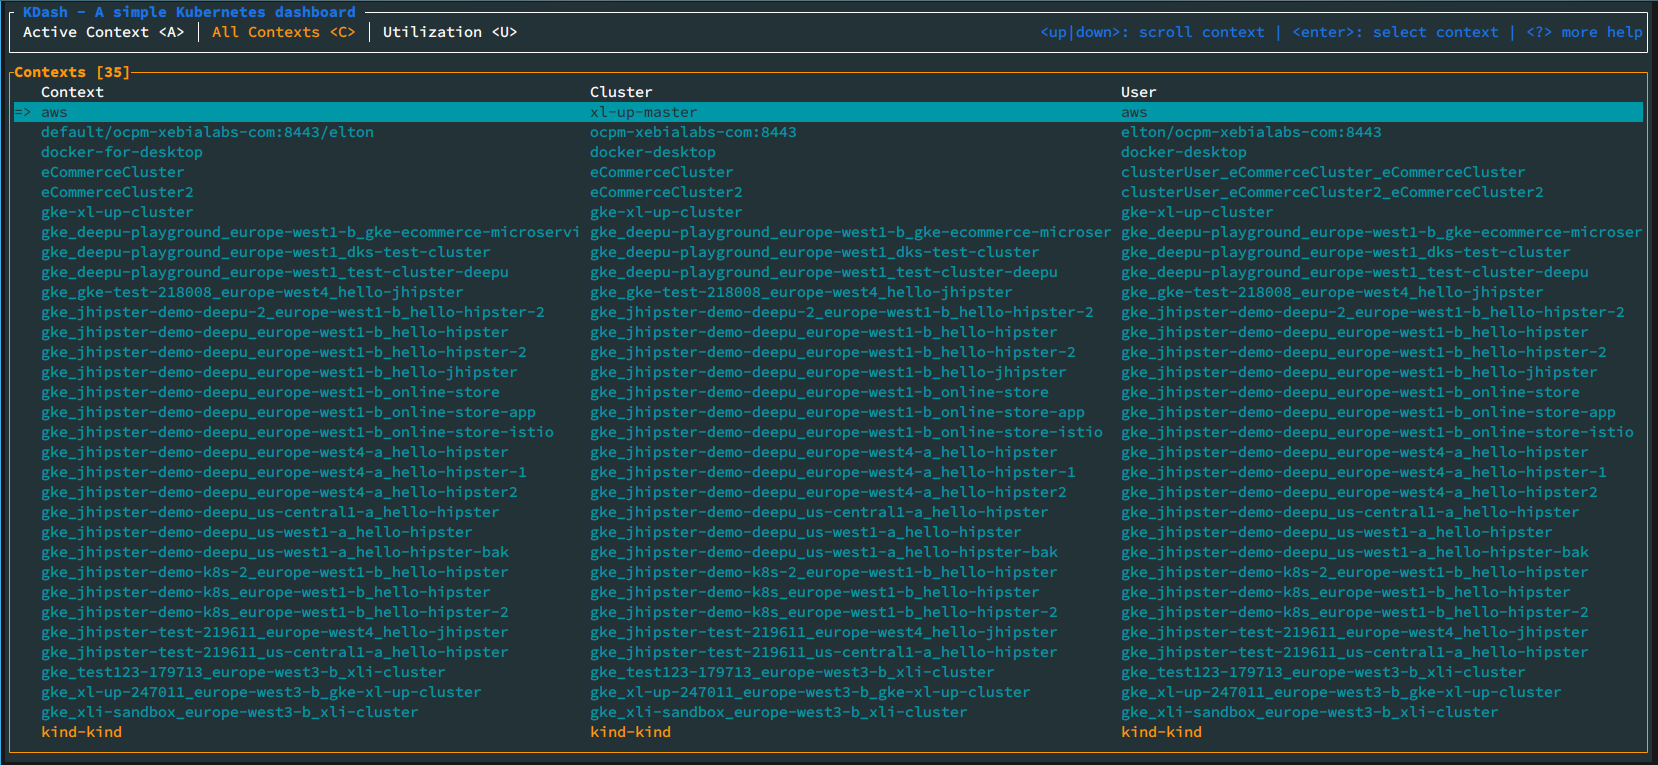 KDash - A simple Kubernetes dashboard
Active Context <A> │ All Contexts <C> │ Utilization <U> <up|down>: scroll context | <enter>: select context | <?> more help
Contexts [35]
Context Cluster User
=> aws xl-up-master aws
default/ocpm-xebialabs-com:8443/elton ocpm-xebialabs-com:8443 elton/ocpm-xebialabs-com:8443
docker-for-desktop docker-desktop docker-desktop
eCommerceCluster eCommerceCluster clusterUser_eCommerceCluster_eCommerceCluster
eCommerceCluster2 eCommerceCluster2 clusterUser_eCommerceCluster2_eCommerceCluster2
gke-xl-up-cluster gke-xl-up-cluster gke-xl-up-cluster
gke_deepu-playground_europe-west1-b_gke-ecommerce-microservi gke_deepu-playground_europe-west1-b_gke-ecommerce-microser gke_deepu-playground_europe-west1-b_gke-ecommerce-microser
gke_deepu-playground_europe-west1_dks-test-cluster gke_deepu-playground_europe-west1_dks-test-cluster gke_deepu-playground_europe-west1_dks-test-cluster
gke_deepu-playground_europe-west1_test-cluster-deepu gke_deepu-playground_europe-west1_test-cluster-deepu gke_deepu-playground_europe-west1_test-cluster-deepu
gke_gke-test-218008_europe-west4_hello-jhipster gke_gke-test-218008_europe-west4_hello-jhipster gke_gke-test-218008_europe-west4_hello-jhipster
gke_jhipster-demo-deepu-2_europe-west1-b_hello-hipster-2 gke_jhipster-demo-deepu-2_europe-west1-b_hello-hipster-2 gke_jhipster-demo-deepu-2_europe-west1-b_hello-hipster-2
gke_jhipster-demo-deepu_europe-west1-b_hello-hipster gke_jhipster-demo-deepu_europe-west1-b_hello-hipster gke_jhipster-demo-deepu_europe-west1-b_hello-hipster
gke_jhipster-demo-deepu_europe-west1-b_hello-hipster-2 gke_jhipster-demo-deepu_europe-west1-b_hello-hipster-2 gke_jhipster-demo-deepu_europe-west1-b_hello-hipster-2
gke_jhipster-demo-deepu_europe-west1-b_hello-jhipster gke_jhipster-demo-deepu_europe-west1-b_hello-jhipster gke_jhipster-demo-deepu_europe-west1-b_hello-jhipster
gke_jhipster-demo-deepu_europe-west1-b_online-store gke_jhipster-demo-deepu_europe-west1-b_online-store gke_jhipster-demo-deepu_europe-west1-b_online-store
gke_jhipster-demo-deepu_europe-west1-b_online-store-app gke_jhipster-demo-deepu_europe-west1-b_online-store-app gke_jhipster-demo-deepu_europe-west1-b_online-store-app
gke_jhipster-demo-deepu_europe-west1-b_online-store-istio gke_jhipster-demo-deepu_europe-west1-b_online-store-istio gke_jhipster-demo-deepu_europe-west1-b_online-store-istio
gke_jhipster-demo-deepu_europe-west4-a_hello-hipster gke_jhipster-demo-deepu_europe-west4-a_hello-hipster gke_jhipster-demo-deepu_europe-west4-a_hello-hipster
gke_jhipster-demo-deepu_europe-west4-a_hello-hipster-1 gke_jhipster-demo-deepu_europe-west4-a_hello-hipster-1 gke_jhipster-demo-deepu_europe-west4-a_hello-hipster-1
gke_jhipster-demo-deepu_europe-west4-a_hello-hipster2 gke_jhipster-demo-deepu_europe-west4-a_hello-hipster2 gke_jhipster-demo-deepu_europe-west4-a_hello-hipster2
gke_jhipster-demo-deepu_us-central1-a_hello-hipster gke_jhipster-demo-deepu_us-central1-a_hello-hipster gke_jhipster-demo-deepu_us-central1-a_hello-hipster
gke_jhipster-demo-deepu_us-west1-a_hello-hipster gke_jhipster-demo-deepu_us-west1-a_hello-hipster gke_jhipster-demo-deepu_us-west1-a_hello-hipster
gke_jhipster-demo-deepu_us-west1-a_hello-hipster-bak gke_jhipster-demo-deepu_us-west1-a_hello-hipster-bak gke_jhipster-demo-deepu_us-west1-a_hello-hipster-bak
gke_jhipster-demo-k8s-2_europe-west1-b_hello-hipster gke_jhipster-demo-k8s-2_europe-west1-b_hello-hipster gke_jhipster-demo-k8s-2_europe-west1-b_hello-hipster
gke_jhipster-demo-k8s_europe-west1-b_hello-hipster gke_jhipster-demo-k8s_europe-west1-b_hello-hipster gke_jhipster-demo-k8s_europe-west1-b_hello-hipster
gke_jhipster-demo-k8s_europe-west1-b_hello-hipster-2 gke_jhipster-demo-k8s_europe-west1-b_hello-hipster-2 gke_jhipster-demo-k8s_europe-west1-b_hello-hipster-2
gke_jhipster-test-219611_europe-west4_hello-jhipster gke_jhipster-test-219611_europe-west4_hello-jhipster gke_jhipster-test-219611_europe-west4_hello-jhipster
gke_jhipster-test-219611_us-central1-a_hello-hipster gke_jhipster-test-219611_us-central1-a_hello-hipster gke_jhipster-test-219611_us-central1-a_hello-hipster
gke_test123-179713_europe-west3-b_xli-cluster gke_test123-179713_europe-west3-b_xli-cluster gke_test123-179713_europe-west3-b_xli-cluster
gke_xl-up-247011_europe-west3-b_gke-xl-up-cluster gke_xl-up-247011_europe-west3-b_gke-xl-up-cluster gke_xl-up-247011_europe-west3-b_gke-xl-up-cluster
gke_xli-sandbox_europe-west3-b_xli-cluster gke_xli-sandbox_europe-west3-b_xli-cluster gke_xli-sandbox_europe-west3-b_xli-cluster
kind-kind kind-kind kind-kind